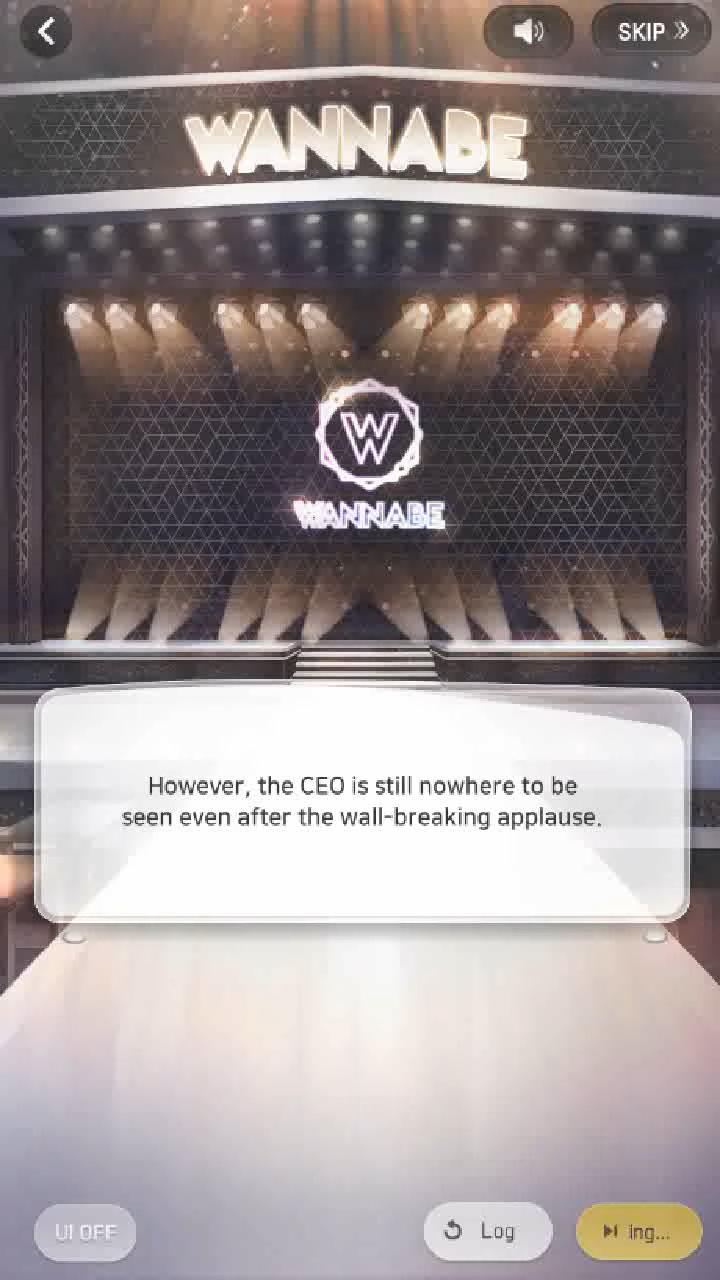 SKIP
WANNABE
W
WANNABE
However, the CEO is still nowhere to be
seen even after the wall-breaking applause.
UI OFF
Log
ing...